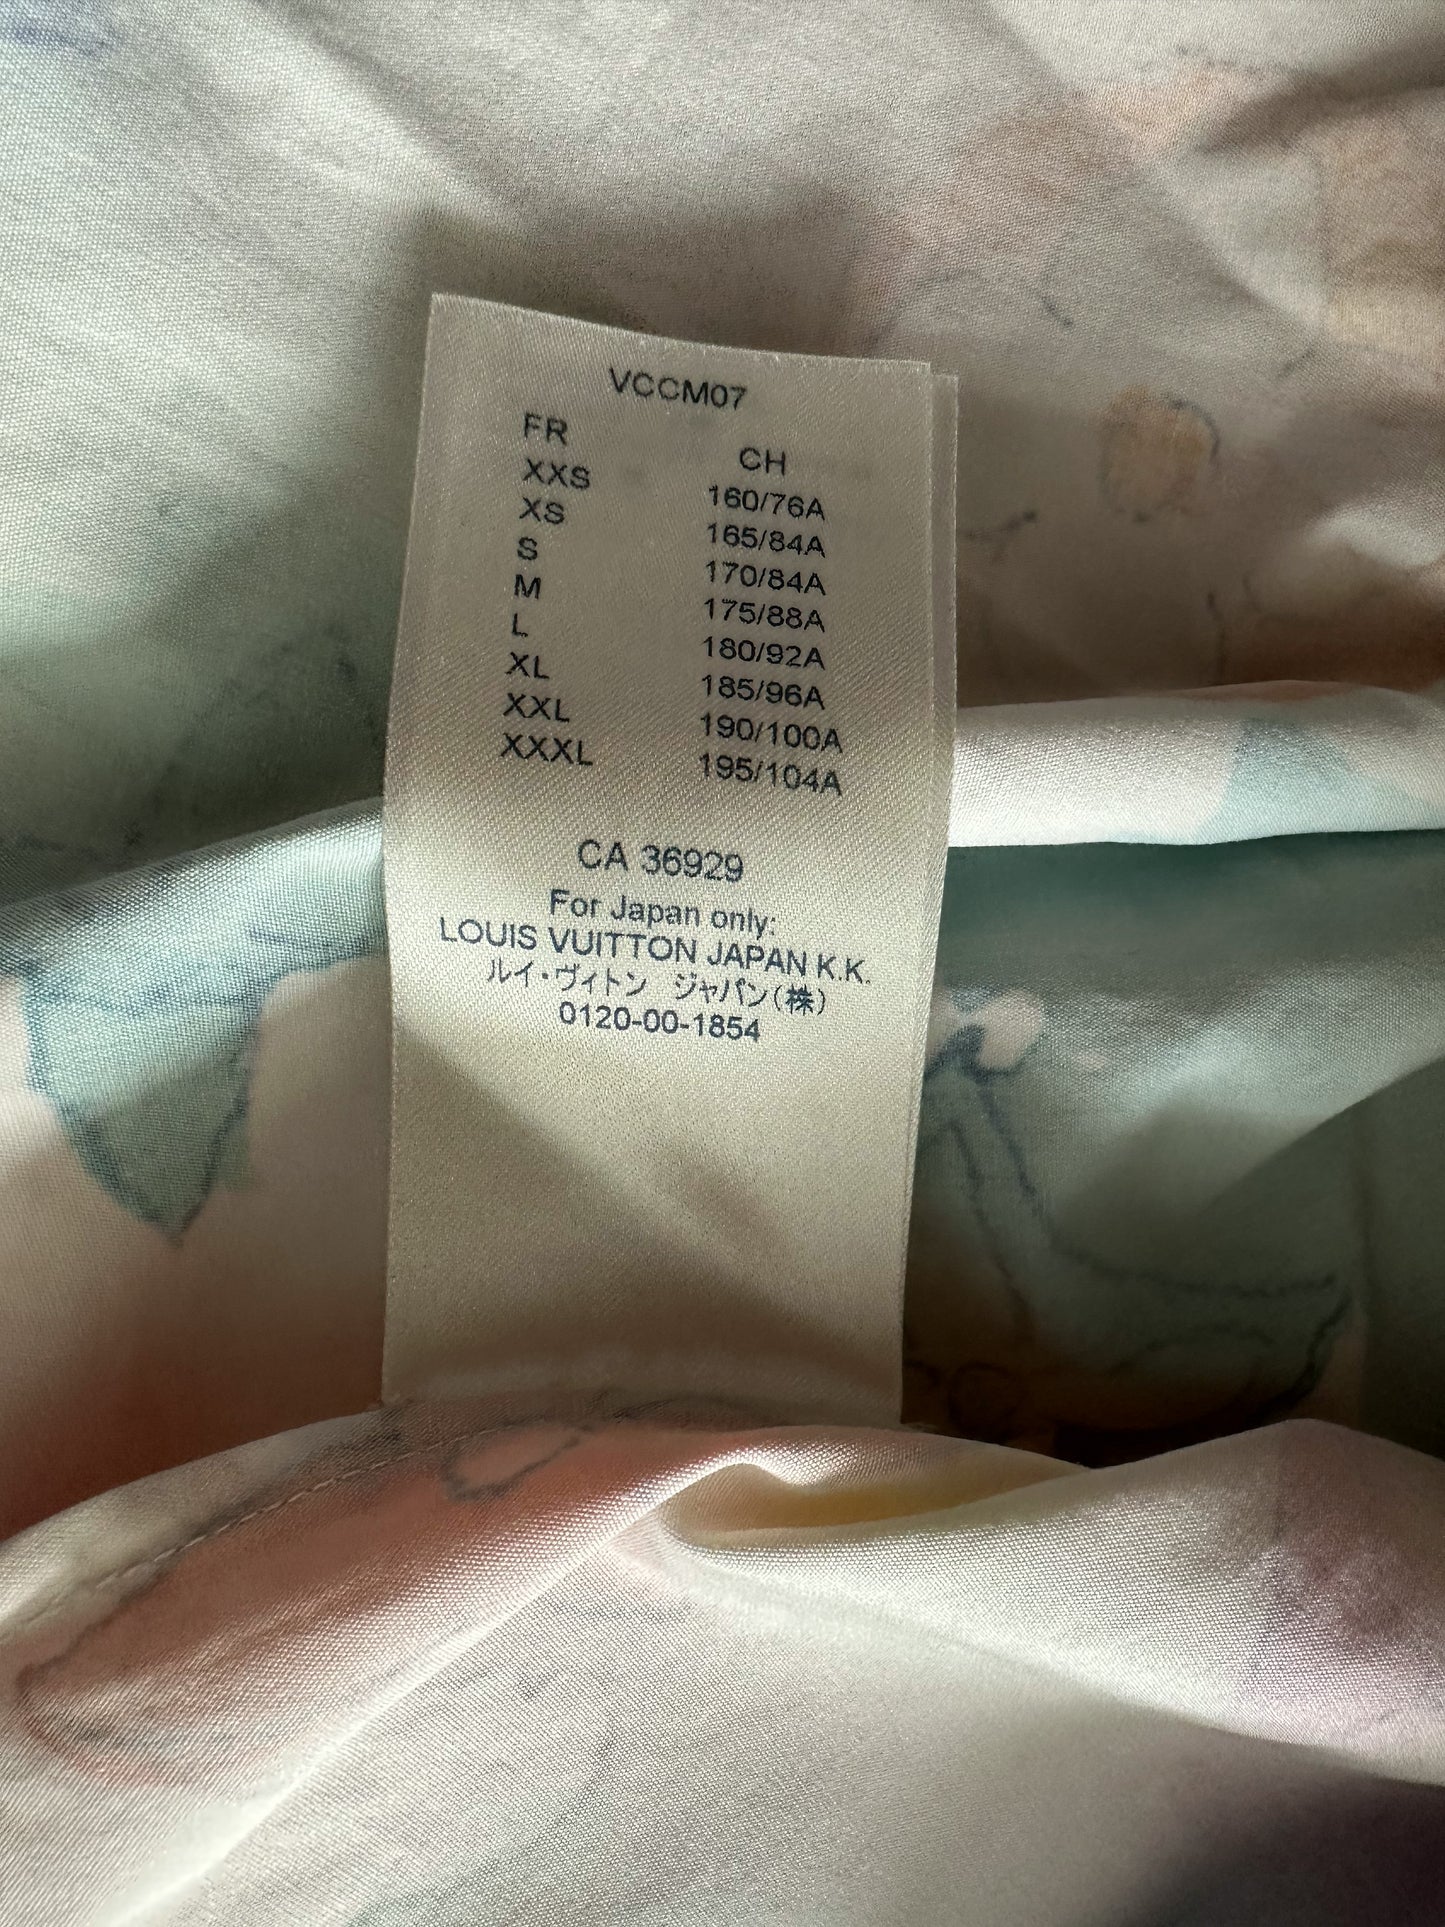 VCCM07
FR CH
XXS 160/76A
XS 165/84A
S 170/84A
M 175/88A
L 180/92A
XL 185/96A
XXL 190/100A
XXXL 195/104A
CA 36929
For Japan only:
LOUIS VUITTON JAPAN K.K.
ルイ・ヴィトン ジャパン(株)
0120-00-1854